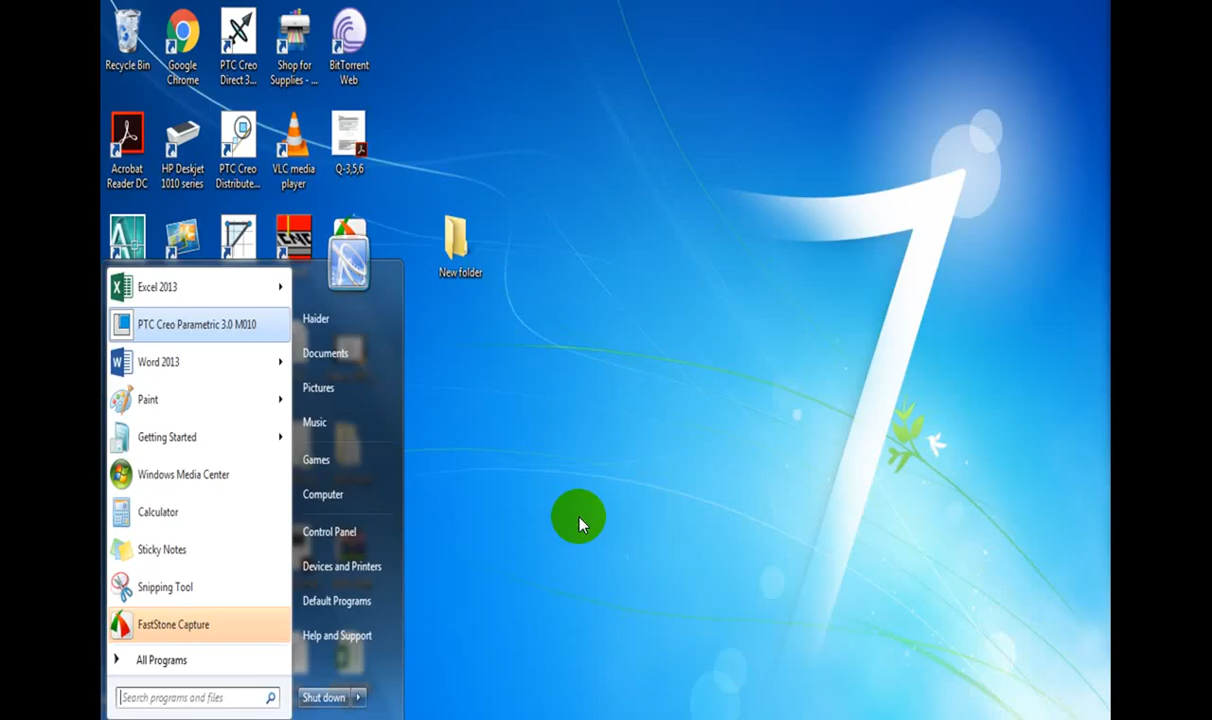 Recycle Bin
Google
Chrome
PTC Creo
Direct 3...
Shop for
Supplies - ...
BitTorrent
Web
Acrobat
Reader DC
HP Deskjet
1010 series
PTC Creo
Distribute...
VLC media
player
Q-3,5,6
CNC
New folder
Excel 2013
PTC Creo Parametric 3.0 M010
Word 2013
Paint
Getting Started
Windows Media Center
Calculator
Sticky Notes
Snipping Tool
FastStone Capture
All Programs
Search programs and files
Haider
Documents
Pictures
Music
Games
Computer
Control Panel
Devices and Printers
Default Programs
Help and Support
Shut down
7